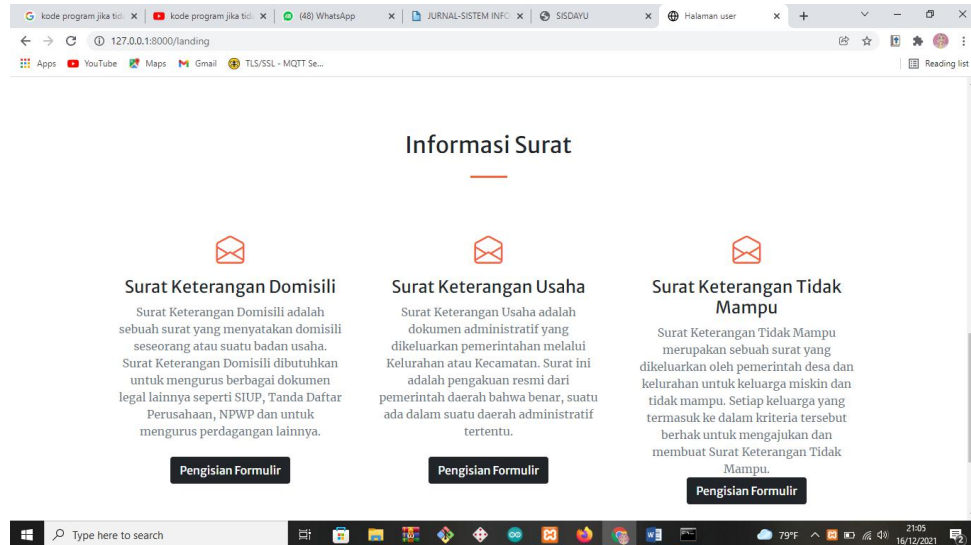 kode program jika tid
kode program jika tida
(48) WhatsApp
JURNAL-SISTEM INFO
SISDAYU
Halaman user
127.0.0.1:8000/landing
Apps
YouTube
Maps
Gmail
TLS/SSL - MQTT Se...
Reading list
Informasi Surat
Surat Keterangan Domisili
Surat Keterangan Domisili adalah
sebuah surat yang menyatakan domisili
seseorang atau suatu badan usaha.
Surat Keterangan Domisili dibutuhkan
untuk mengurus berbagai dokumen
legal lainnya seperti SIUP, Tanda Daftar
Perusahaan, NPWP dan untuk
mengurus perdagangan lainnya.
Pengisian Formulir
Surat Keterangan Usaha
Surat Keterangan Usaha adalah
dokumen administratif yang
dikeluarkan pemerintahan melalui
Kelurahan atau Kecamatan. Surat ini
adalah pengakuan resmi dari
pemerintah daerah bahwa benar, suatu
ada dalam suatu daerah administratif
tertentu.
Pengisian Formulir
Surat Keterangan Tidak
Mampu
Surat Keterangan Tidak Mampu
merupakan sebuah surat yang
dikeluarkan oleh pemerintah desa dan
kelurahan untuk keluarga miskin dan
tidak mampu. Setiap keluarga yang
termasuk ke dalam kriteria tersebut
berhak untuk mengajukan dan
membuat Surat Keterangan Tidak
Mampu.
Pengisian Formulir
Type here to search
79°F
21:05
16/12/2021